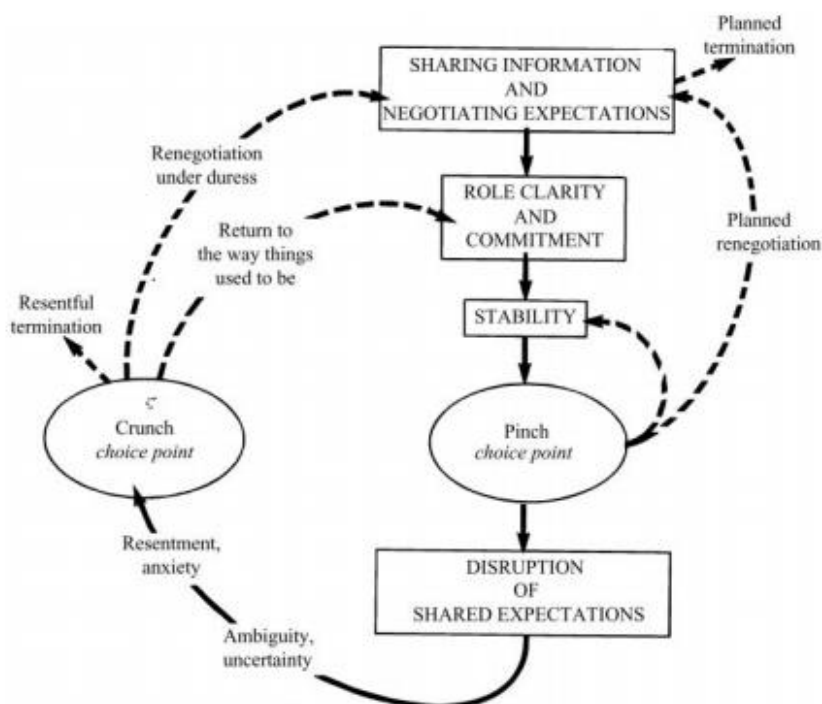 Planned
termination
SHARING INFORMATION
AND
NEGOTIATING EXPECTATIONS
Renegotiation
under duress
ROLE CLARITY
AND
COMMITMENT
Planned
renegotiation
Return to
the way things
used to be
Resentful
termination
STABILITY
Crunch
choice point
Pinch
choice point
Resentment,
anxiety
DISRUPTION
OF
SHARED EXPECTATIONS
Ambiguity,
uncertainty